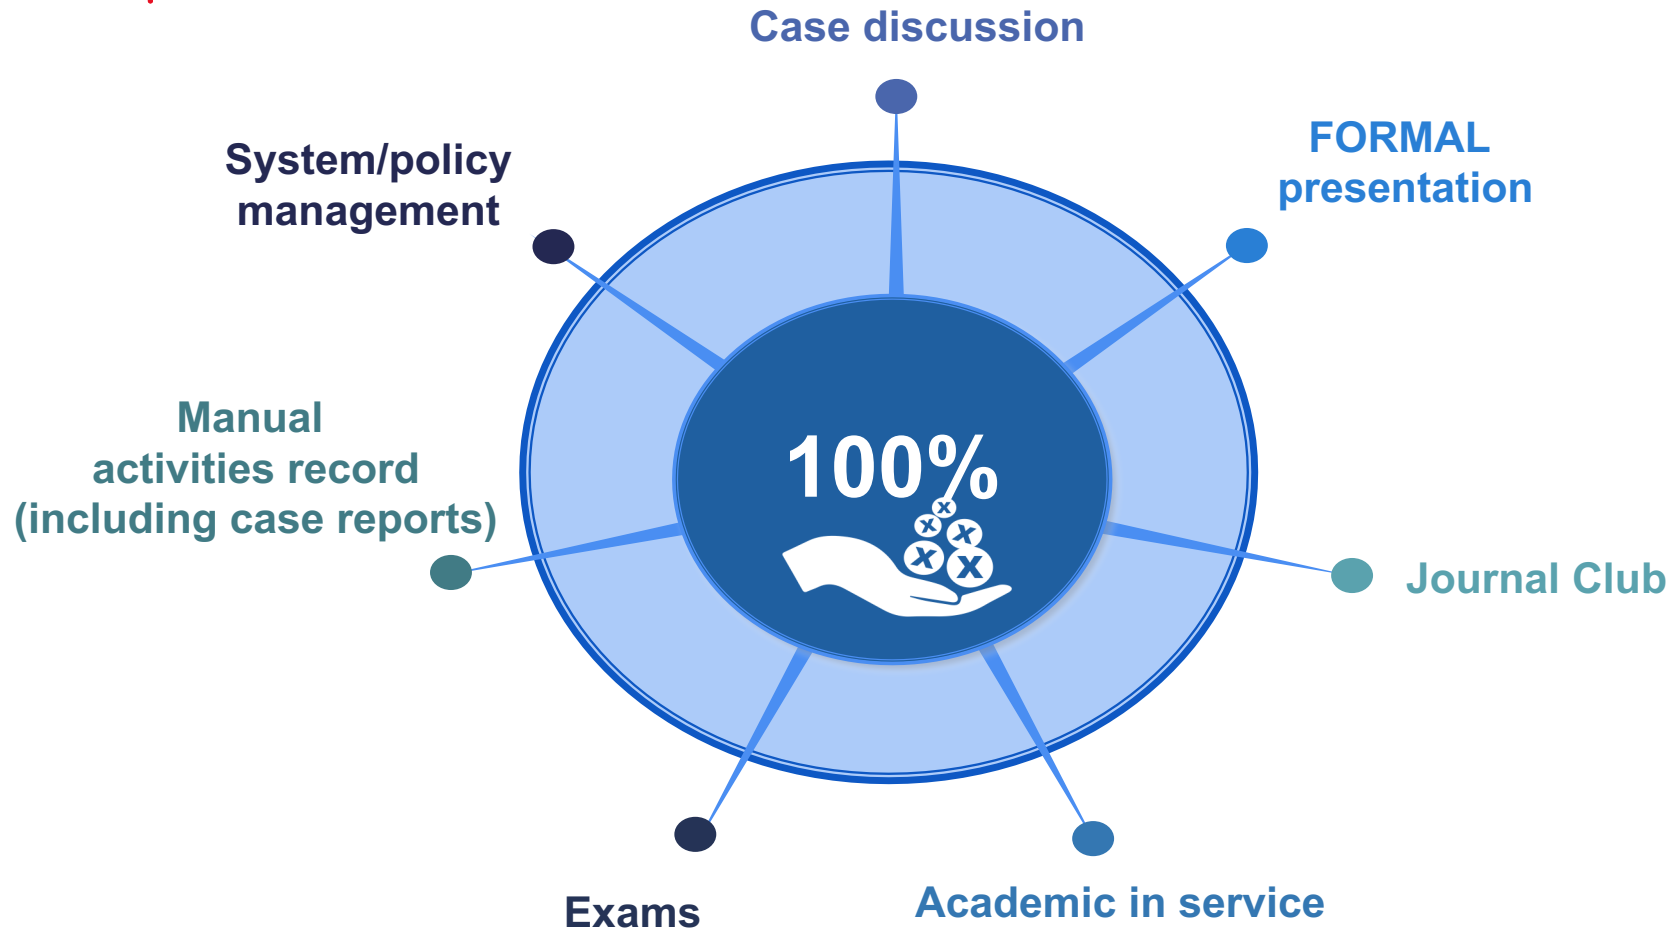 Case discussion
FORMAL
presentation
System/policy
management
Manual
activities record
(including case reports)
100%
x
x
x
x
x
Journal Club
Exams
Academic in service